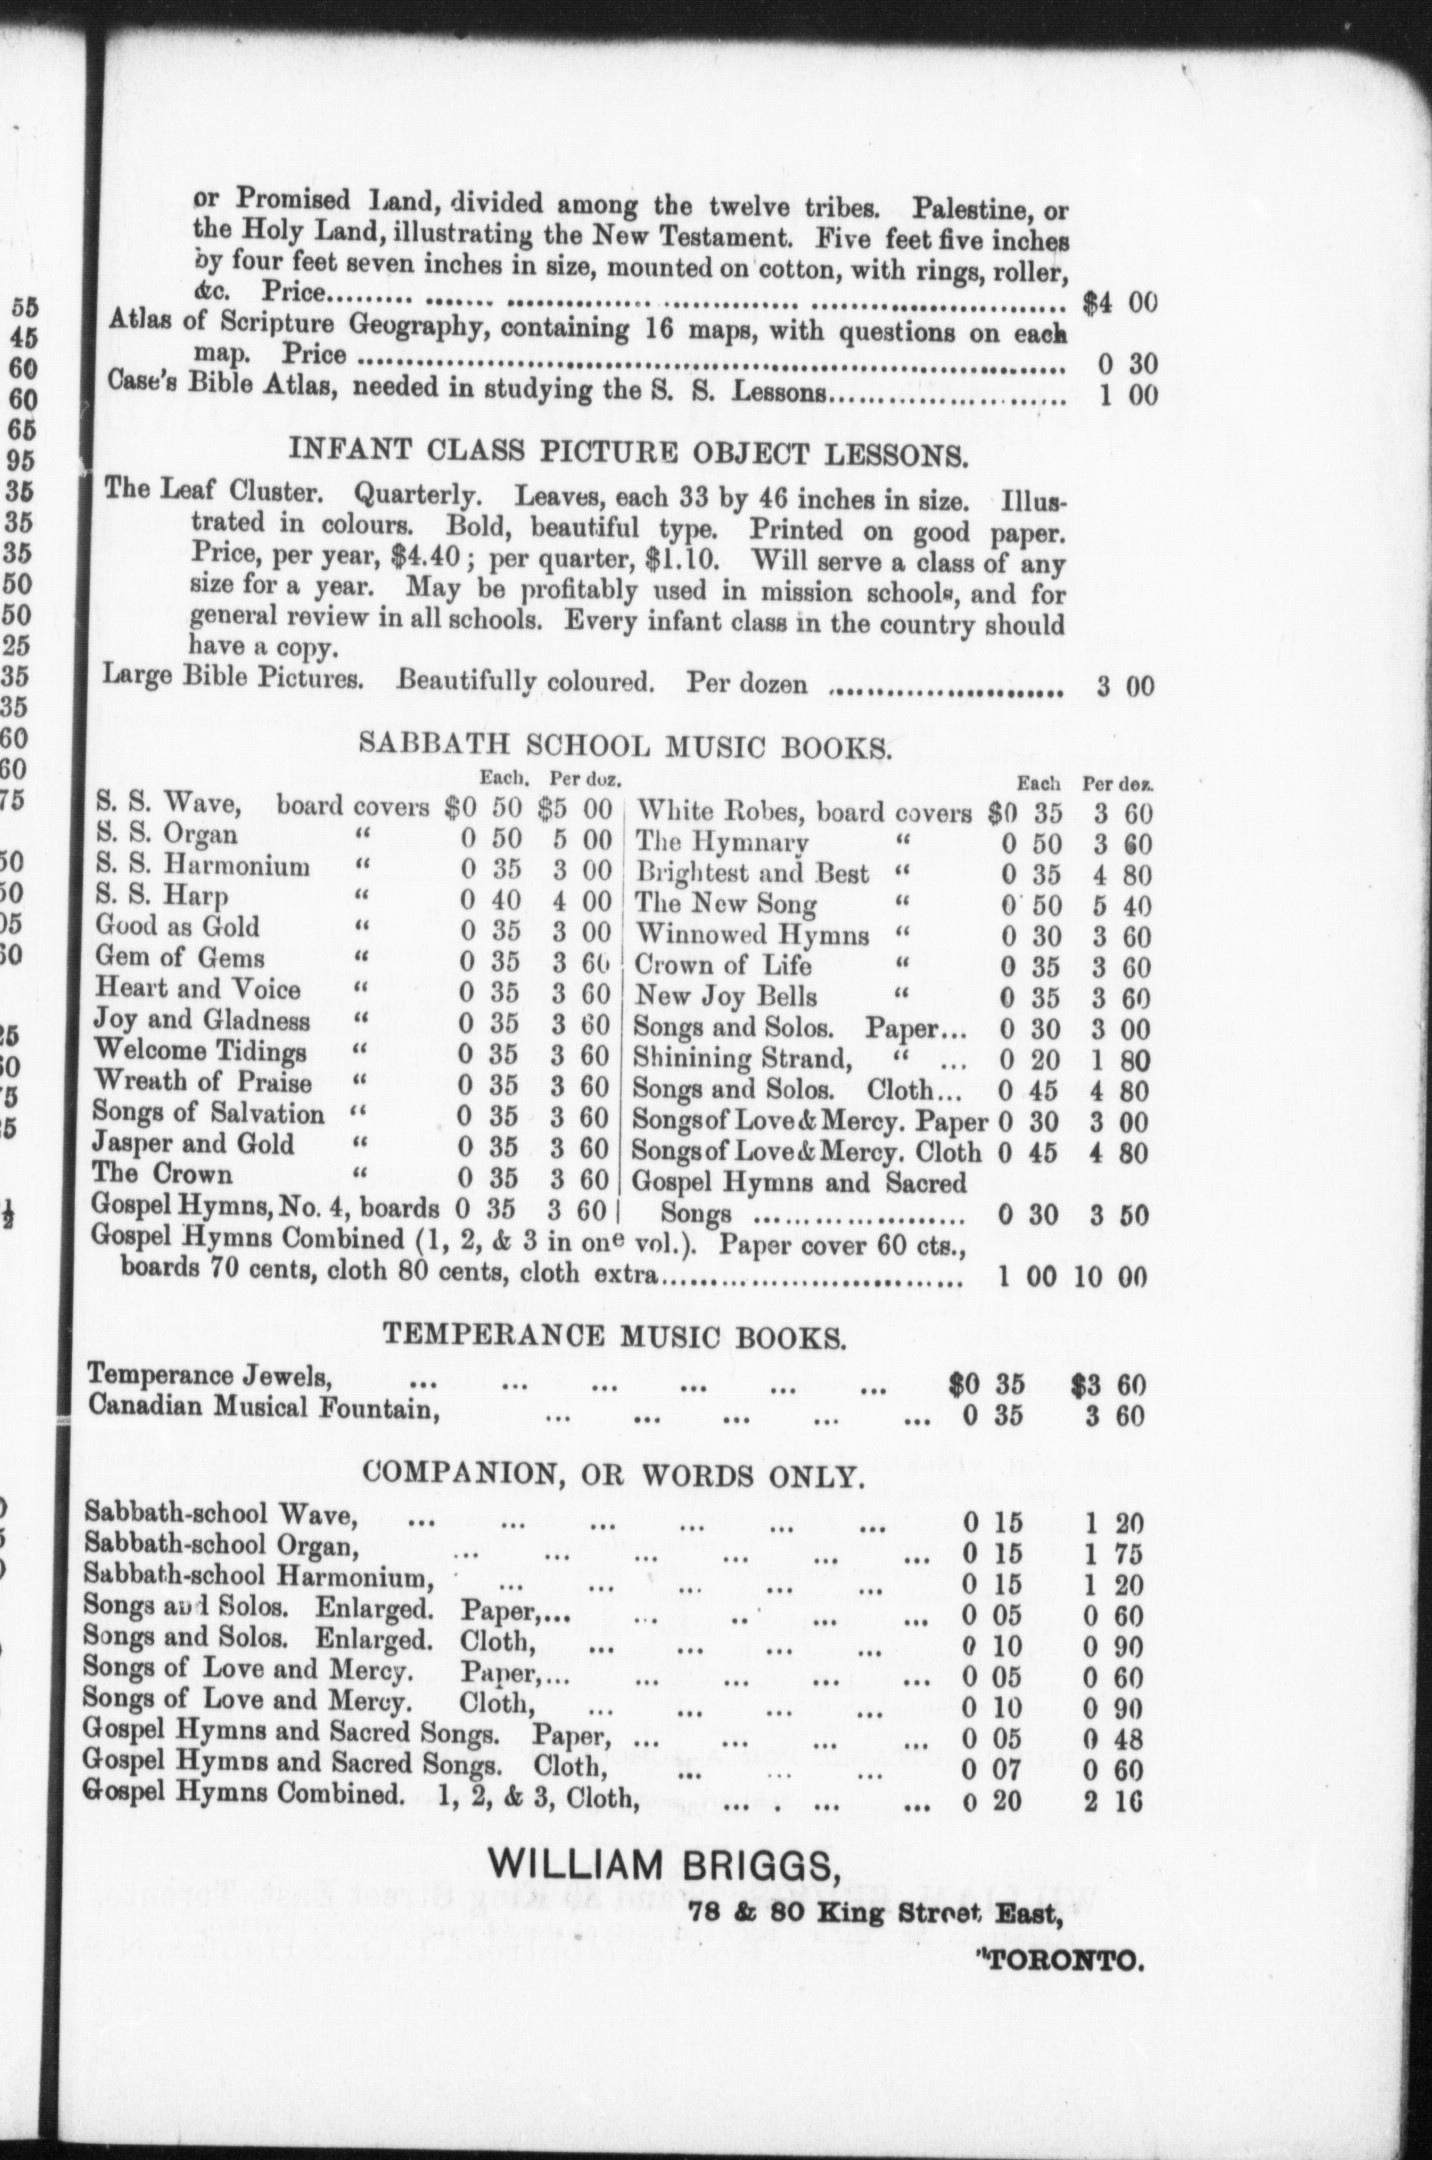 or Promised Land, divided among the twelve tribes. Palestine, or
the Holy Land, illustrating the New Testament. Five feet five inches
by four feet seven inches in size, mounted on cotton, with rings, roller,
&c. Price.................................................................. $4 00
Atlas of Scripture Geography, containing 16 maps, with questions on each
map. Price .................................................................. 0 30
Case's Bible Atlas, needed in studying the S. S. Lessons........................ 1 00
INFANT CLASS PICTURE OBJECT LESSONS.
The Leaf Cluster. Quarterly. Leaves, each 33 by 46 inches in size. Illus-
trated in colours. Bold, beautiful type. Printed on good paper.
Price, per year, $4.40; per quarter, $1.10. Will serve a class of any
size for a year. May be profitably used in mission schools, and for
general review in all schools. Every infant class in the country should
have a copy.
Large Bible Pictures. Beautifully coloured. Per dozen ........................ 3 00
SABBATH SCHOOL MUSIC BOOKS.
Each. Per doz.
S. S. Wave, board covers $0 50 $5 00
S. S. Organ " 0 50 5 00
S. S. Harmonium " 0 35 3 00
S. S. Harp " 0 40 4 00
Good as Gold " 0 35 3 00
Gem of Gems " 0 35 3 60
Heart and Voice " 0 35 3 60
Joy and Gladness " 0 35 3 60
Welcome Tidings " 0 35 3 60
Wreath of Praise " 0 35 3 60
Songs of Salvation " 0 35 3 60
Jasper and Gold " 0 35 3 60
The Crown " 0 35 3 60
Gospel Hymns, No. 4, boards 0 35 3 60
Each Per doz.
White Robes, board covers $0 35 3 60
The Hymnary " 0 50 3 60
Brightest and Best " 0 35 4 80
The New Song " 0 50 5 40
Winnowed Hymns " 0 30 3 60
Crown of Life " 0 35 3 60
New Joy Bells " 0 35 3 60
Songs and Solos. Paper... 0 30 3 00
Shinining Strand, " ... 0 20 1 80
Songs and Solos. Cloth... 0 45 4 80
Songs of Love & Mercy. Paper 0 30 3 00
Songs of Love & Mercy. Cloth 0 45 4 80
Gospel Hymns and Sacred
Songs ..................... 0 30 3 50
Gospel Hymns Combined (1, 2, & 3 in one vol.). Paper cover 60 cts.,
boards 70 cents, cloth 80 cents, cloth extra.............................. 1 00 10 00
TEMPERANCE MUSIC BOOKS.
Temperance Jewels, ... ... ... ... ... ... $0 35 $3 60
Canadian Musical Fountain, ... ... ... ... ... 0 35 3 60
COMPANION, OR WORDS ONLY.
Sabbath-school Wave, ... ... ... ... ... ... 0 15 1 20
Sabbath-school Organ, ... ... ... ... ... ... 0 15 1 75
Sabbath-school Harmonium, ... ... ... ... ... 0 15 1 20
Songs and Solos. Enlarged. Paper,... ... ... ... ... 0 05 0 60
Songs and Solos. Enlarged. Cloth, ... ... ... ... 0 10 0 90
Songs of Love and Mercy. Paper,... ... ... ... ... 0 05 0 60
Songs of Love and Mercy. Cloth, ... ... ... ... 0 10 0 90
Gospel Hymns and Sacred Songs. Paper, ... ... ... ... 0 05 0 48
Gospel Hymns and Sacred Songs. Cloth, ... ... ... 0 07 0 60
Gospel Hymns Combined. 1, 2, & 3, Cloth, ... ... ... 0 20 2 16
WILLIAM BRIGGS,
78 & 80 King Street East,
TORONTO.
55
45
60
60
65
95
35
35
35
50
50
25
35
35
60
60
75